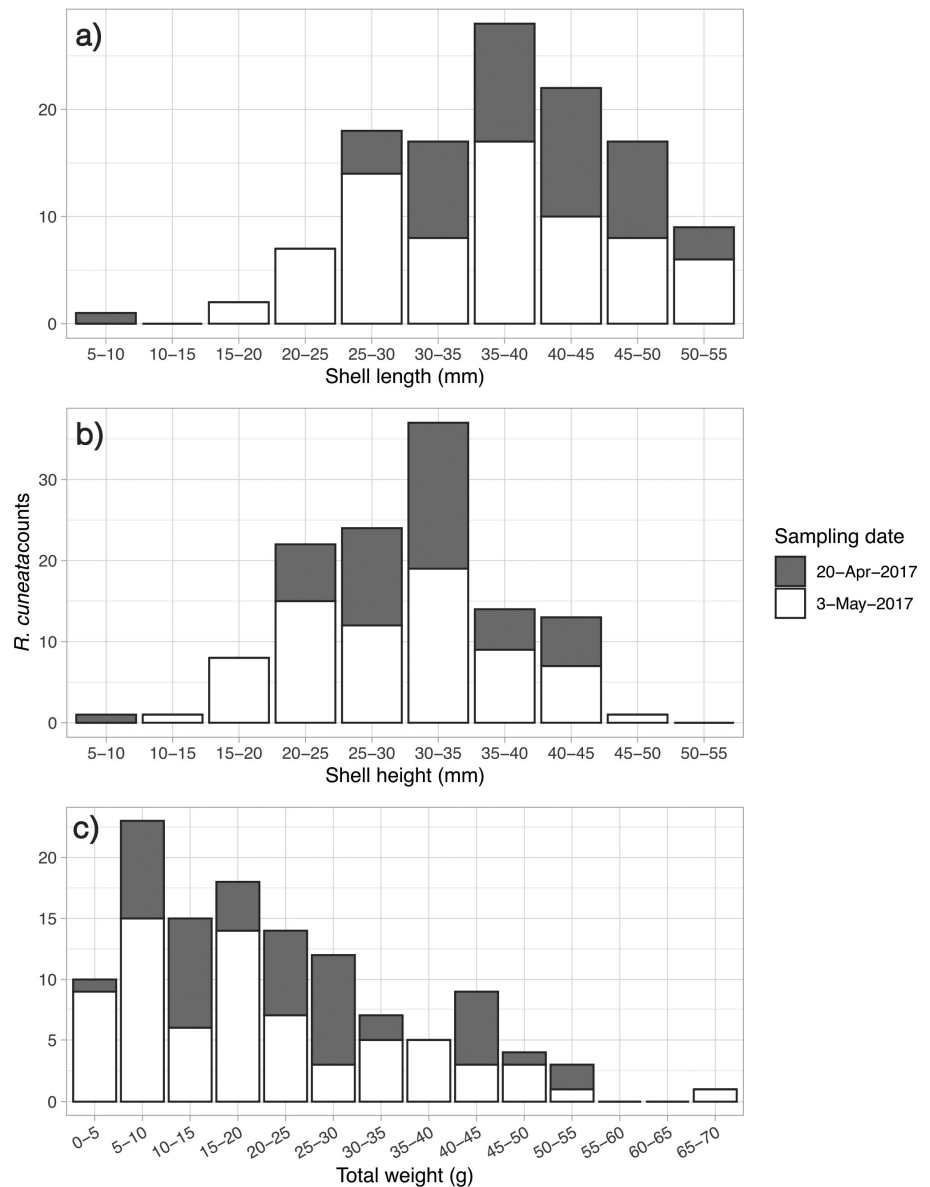 a)
20
10
0
5–10 10–15 15–20 20–25 25–30 30–35 35–40 40–45 45–50 50–55
Shell length (mm)
b)
30
20
10
0
5–10 10–15 15–20 20–25 25–30 30–35 35–40 40–45 45–50 50–55
Shell height (mm)
R. cuneatacounts
Sampling date
20–Apr–2017
3–May–2017
c)
20
15
10
5
0
0–5 5–10 10–15 15–20 20–25 25–30 30–35 35–40 40–45 45–50 50–55 55–60 60–65 65–70
Total weight (g)